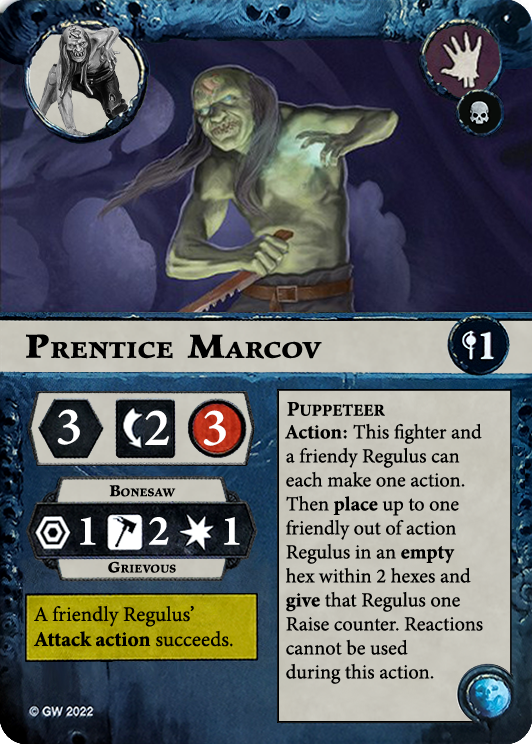 PRENTICE MARCOV
1
3 2 3
BONESAW
1 2 1
GRIEVOUS
A friendly Regulus’
Attack action succeeds.
PUPPETEER
Action: This fighter and
a friendy Regulus can
each make one action.
Then place up to one
friendly out of action
Regulus in an empty
hex within 2 hexes and
give that Regulus one
Raise counter. Reactions
cannot be used
during this action.
© GW 2022